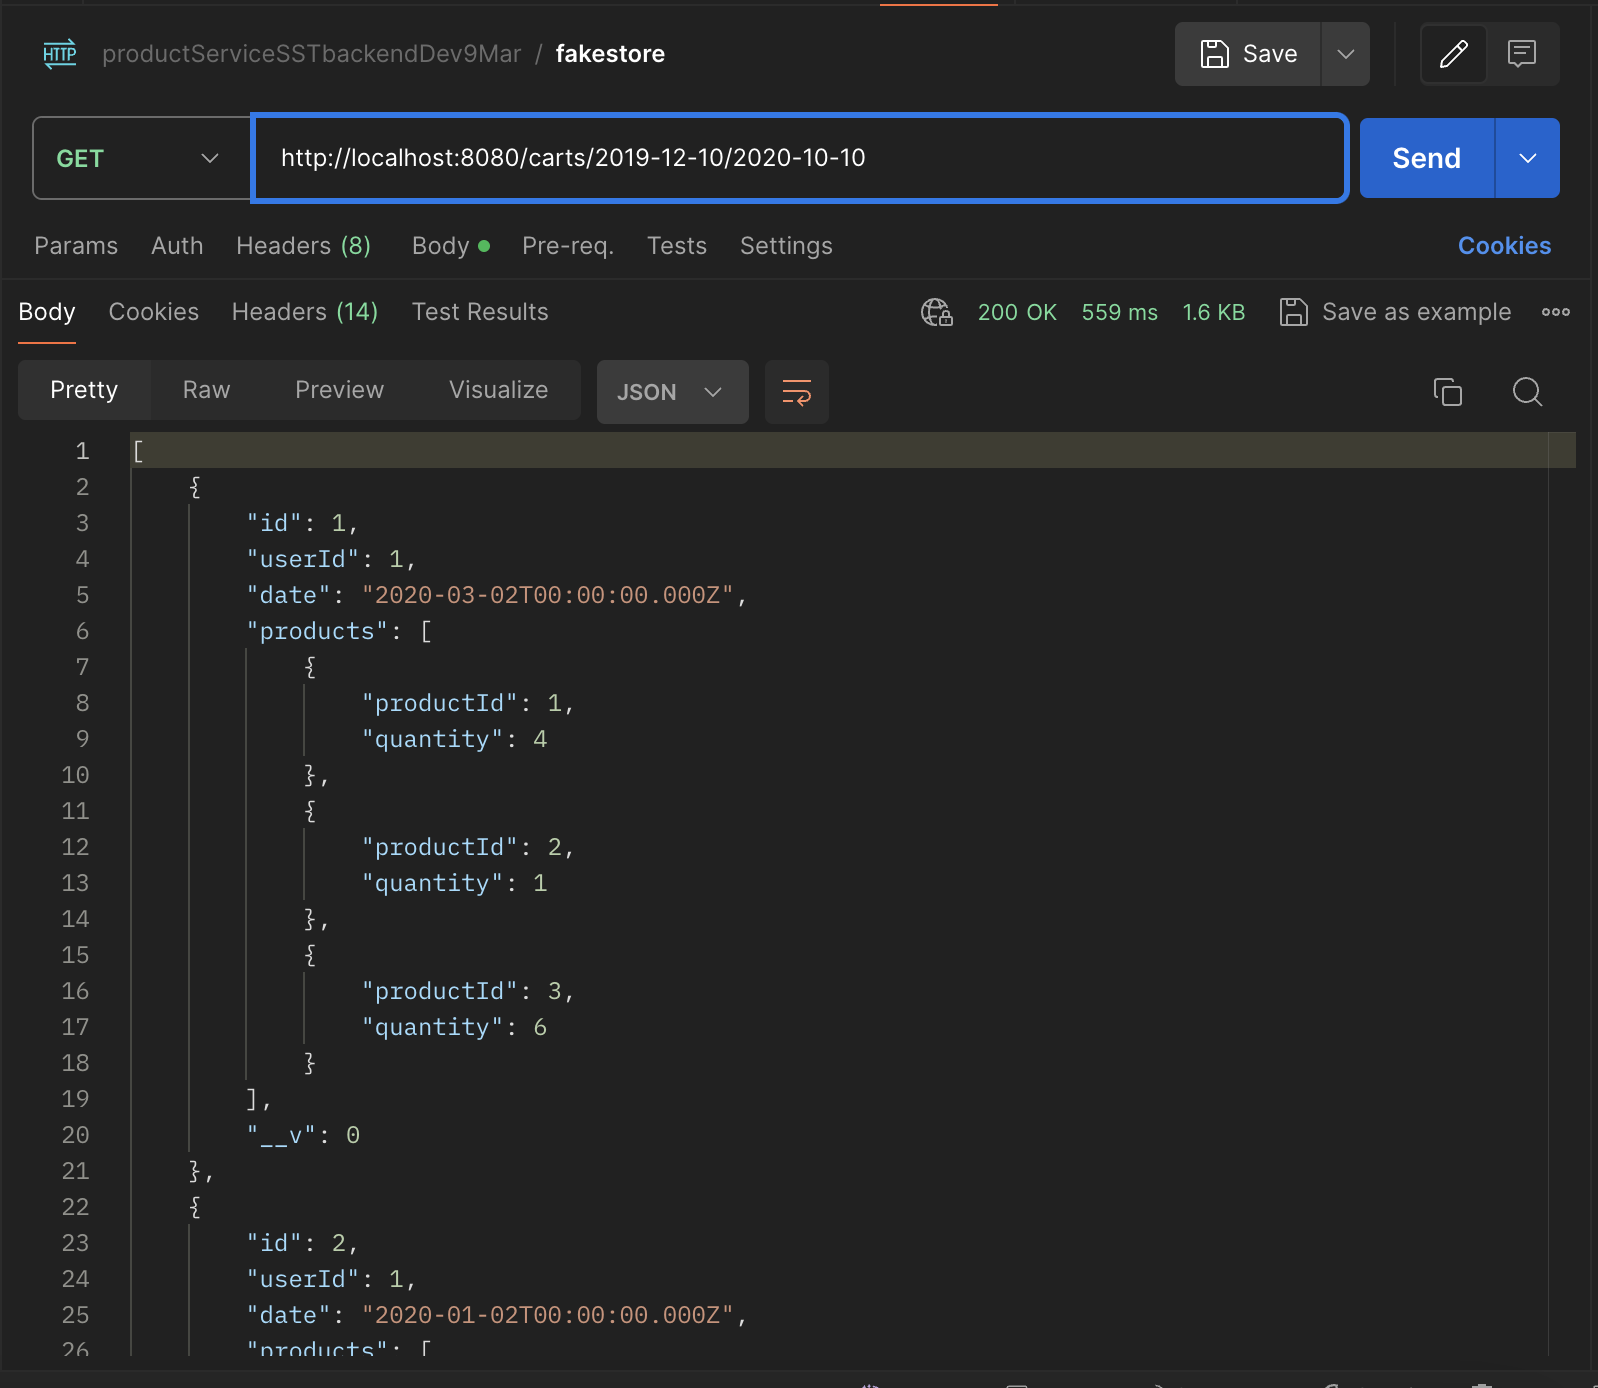 HTTP productServiceSSTbackendDev9Mar / fakestore Save
GET http://localhost:8080/carts/2019-12-10/2020-10-10 Send
Params Auth Headers (8) Body Pre-req. Tests Settings Cookies
Body Cookies Headers (14) Test Results 200 OK 559 ms 1.6 KB Save as example
Pretty Raw Preview Visualize JSON
1 [
2 {
3 "id": 1,
4 "userId": 1,
5 "date": "2020-03-02T00:00:00.000Z",
6 "products": [
7 {
8 "productId": 1,
9 "quantity": 4
10 },
11 {
12 "productId": 2,
13 "quantity": 1
14 },
15 {
16 "productId": 3,
17 "quantity": 6
18 }
19 ],
20 "__v": 0
21 },
22 {
23 "id": 2,
24 "userId": 1,
25 "date": "2020-01-02T00:00:00.000Z",
26 "products": [